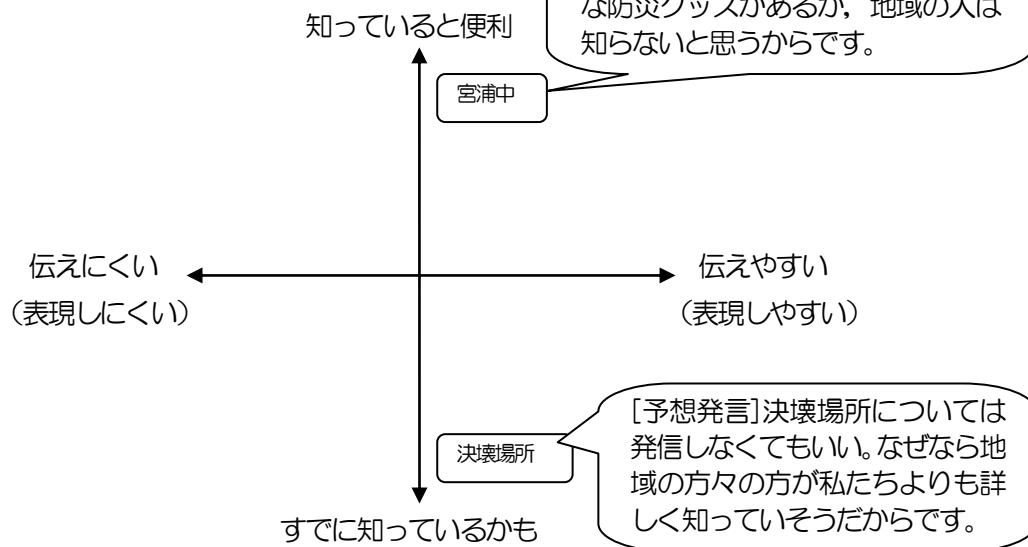 な防災グッズがあるか，地域の人は
知らないと思うからです。
知っていると便利
宮浦中
伝えにくい
（表現しにくい）
伝えやすい
（表現しやすい）
[予想発言]決壊場所については
発信しなくてもいい。なぜなら地
域の方々の方が私たちよりも詳
しく知っていそうだからです。
決壊場所
すでに知っているかも